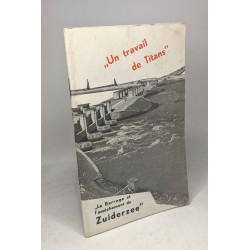 „Un travail
de Titans"
„Le Barrage et
l'assèchement du
Zuiderzee"